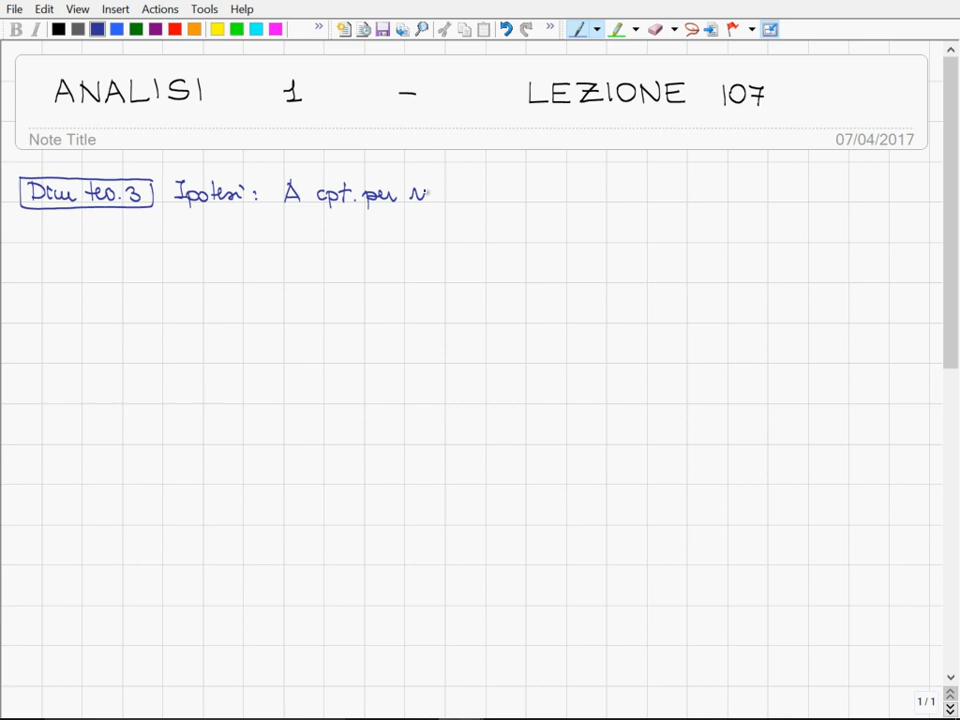 File Edit View Insert Actions Tools Help
B I » »
ANALISI 1 - LEZIONE 107
Note Title 07/04/2017
Dim teo. 3 Ipotesi: A cpt. per
1/1